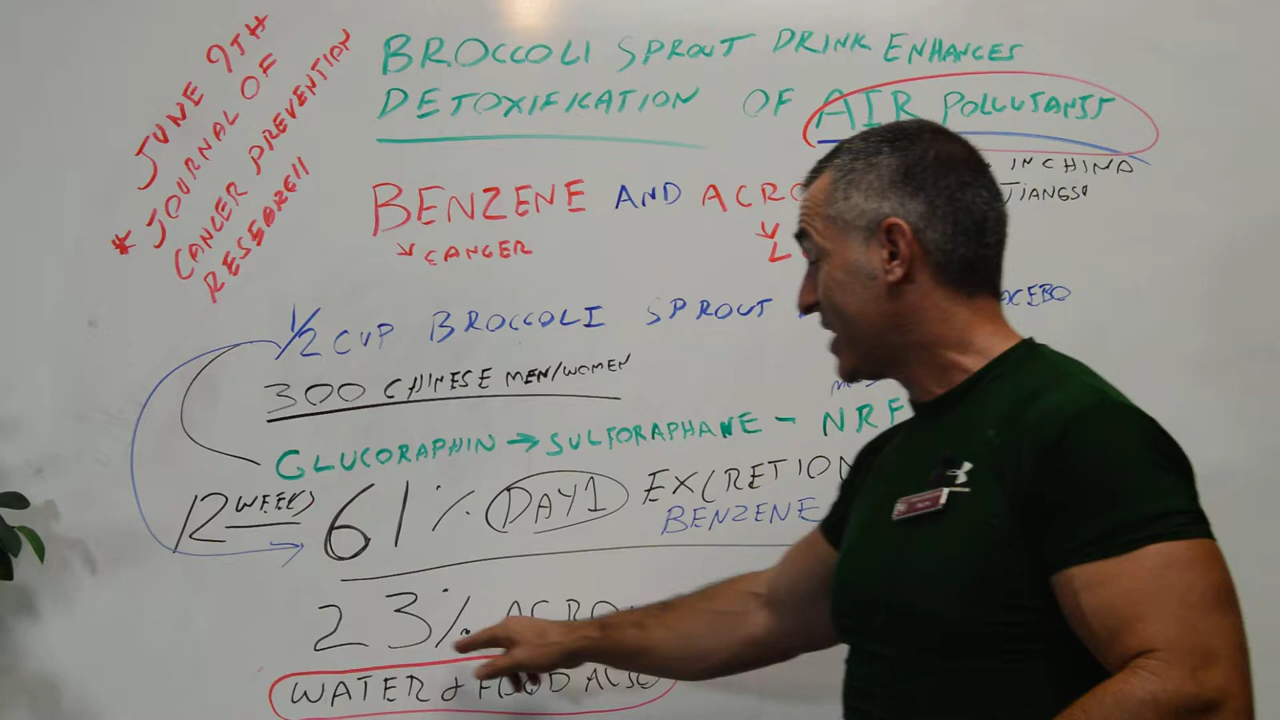 JUNE 9TH
* JOURNAL OF
CANCER PREVENTION
RESEARCH
BROCCOLI SPROUT DRINK ENHANCES
DETOXIFICATION OF AIR POLLUTANTS
IN CHINA
BENZENE AND ACRO
CANCER
1/2 CUP BROCCOLI SPROUT
300 CHINESE MEN/WOMEN
GLUCORAPHIN → SULFORAPHANE - NRF
12 WEEKS 61% DAY 1 EXCRETION
BENZENE
23% ACRO
WATER & FOOD ALSO